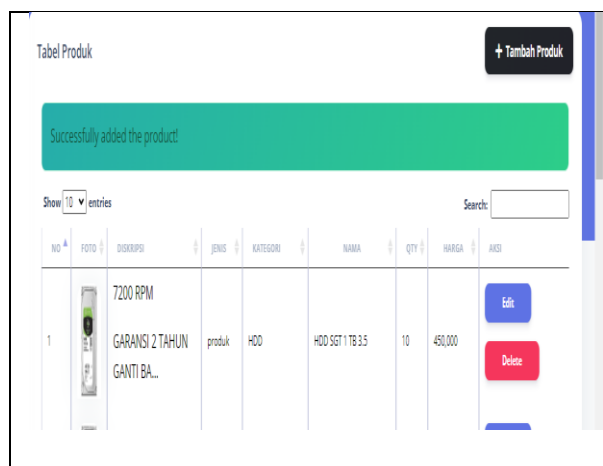 Tabel Produk
+ Tambah Produk
Successfully added the product!
Show 10 entries
Search:
NO FOTO DISKRIPSI JENIS KATEGORI NAMA QTY HARGA AKSI
7200 RPM
Edit
1 GARANSI 2 TAHUN produk HDD HDD SGT 1 TB 3.5 10 450,000
GANTI BA...
Delete